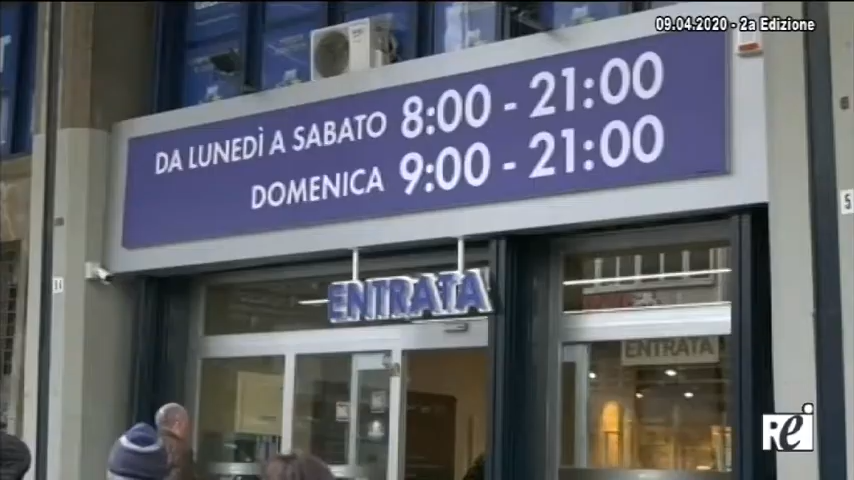 09.04.2020 - 2a Edizione
DA LUNEDÌ A SABATO 8:00 - 21:00
DOMENICA 9:00 - 21:00
ENTRATA
ENTRATA
Rei